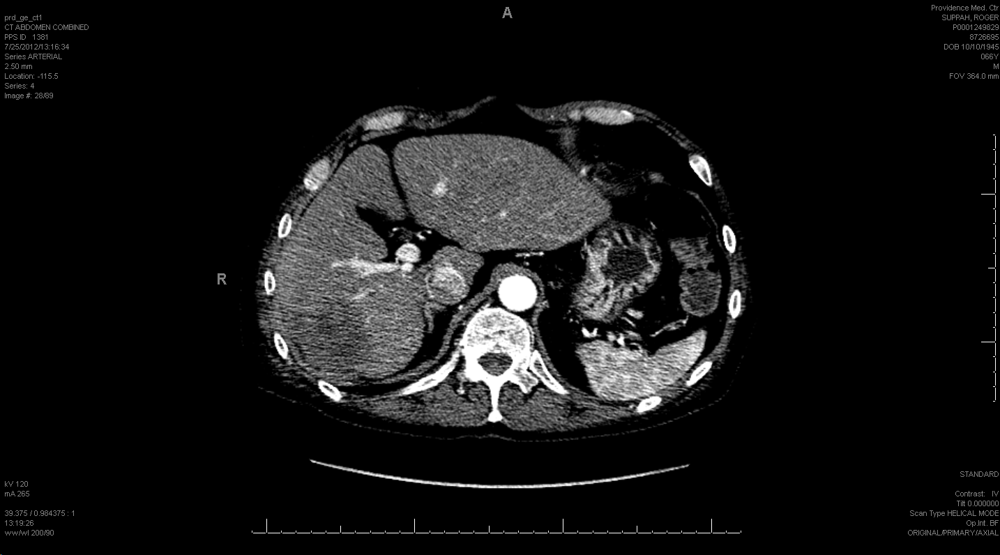 prd_ge_ct1
CT ABDOMEN COMBINED
PPS ID 1381
7/25/2012/13:16:34
Series ARTERIAL
2.50 mm
Location: -115.5
Series: 4
Image #: 28/89
A
Providence Med. Ctr
SUPPAH, ROGER
P0001249829
8726695
DOB 10/10/1945
066Y
M
FOV 364.0 mm
R
kV 120
mA 265
39.375 / 0.984375 : 1
13:19:26
ww/wl 200/90
STANDARD
Contrast: IV
Tilt 0.000000
Scan Type HELICAL MODE
Op.Int. BF
ORIGINAL/PRIMARY/AXIAL